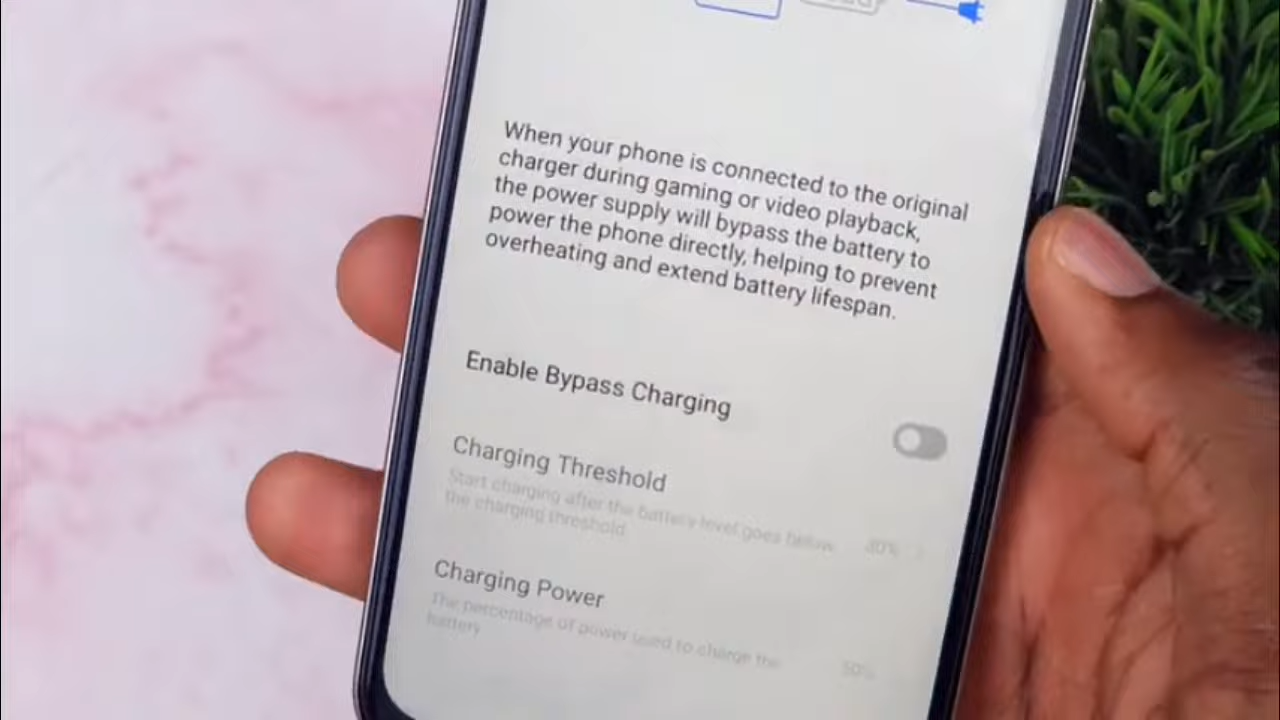 When your phone is connected to the original
charger during gaming or video playback,
the power supply will bypass the battery to
power the phone directly, helping to prevent
overheating and extend battery lifespan.
Enable Bypass Charging
Charging Threshold
Start charging after the battery level goes below
the charging threshold
Charging Power
The percentage of power used to charge the
battery